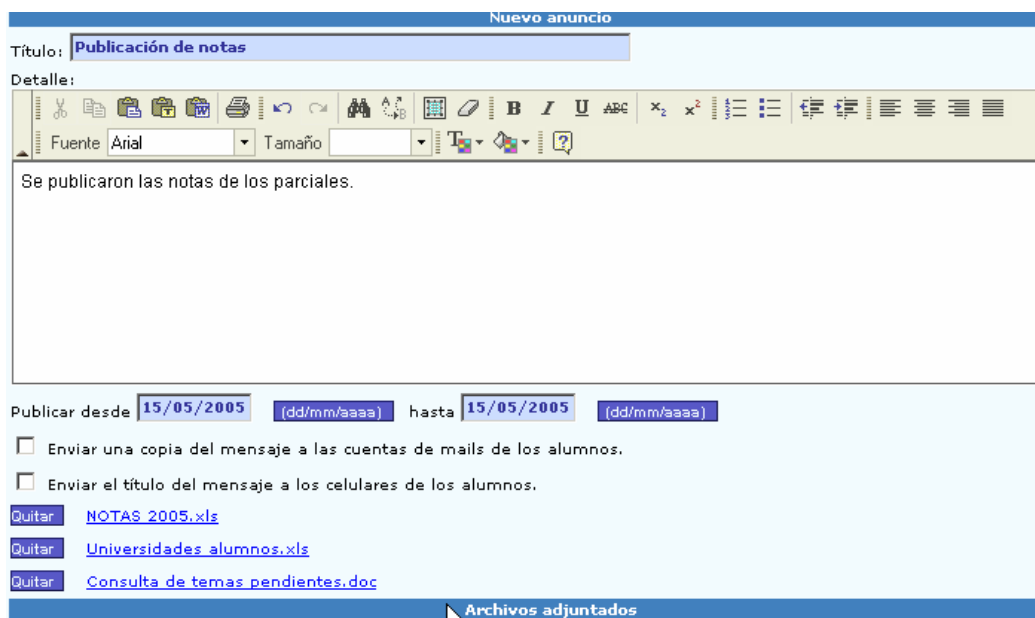 Nuevo anuncio
Título: Publicación de notas
Detalle:
B I U ABC x₂ x²
Fuente Arial Tamaño
Se publicaron las notas de los parciales.
Publicar desde 15/05/2005 (dd/mm/aaaa) hasta 15/05/2005 (dd/mm/aaaa)
Enviar una copia del mensaje a las cuentas de mails de los alumnos.
Enviar el título del mensaje a los celulares de los alumnos.
Quitar NOTAS 2005.xls
Quitar Universidades alumnos.xls
Quitar Consulta de temas pendientes.doc
Archivos adjuntados